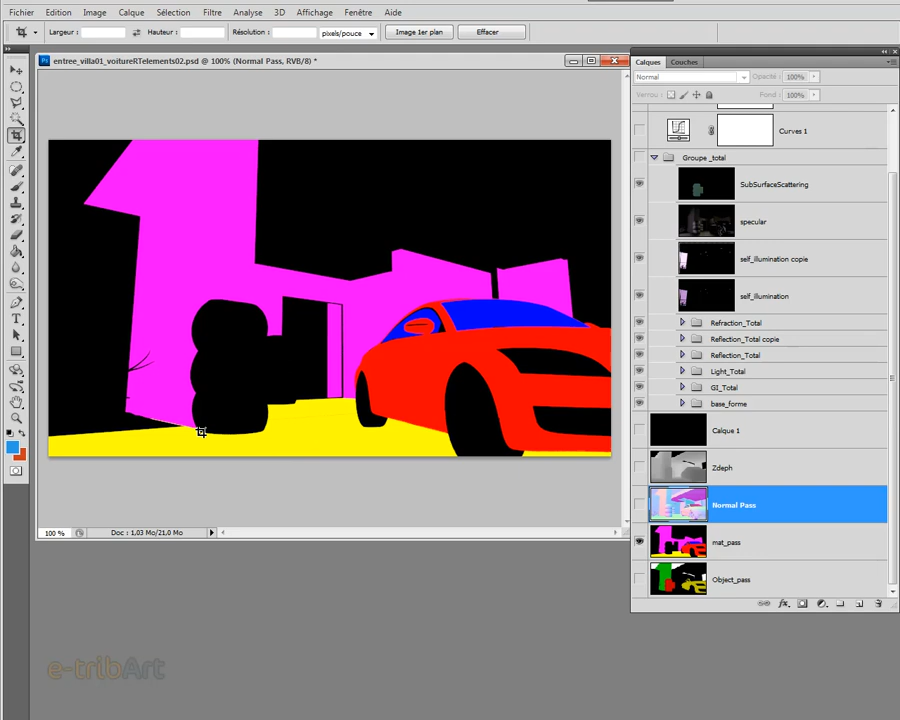 Fichier Edition Image Calque Sélection Filtre Analyse 3D Affichage Fenêtre Aide
Largeur : Hauteur : Résolution : pixels/pouce Image 1er plan Effacer
entree_villa01_voitureRTelements02.psd @ 100% (Normal Pass, RVB/8) *
Calques Couches
Normal Opacité : 100%
Verrou : Fond : 100%
Curves 1
Groupe _total
SubSurfaceScattering
specular
self_illumination copie
self_illumination
Refraction_Total
Reflection_Total copie
Reflection_Total
Light_Total
GI_Total
base_forme
Calque 1
Zdeph
Normal Pass
mat_pass
Object_pass
100 % Doc : 1,03 Mo/21,0 Mo
e-tribArt